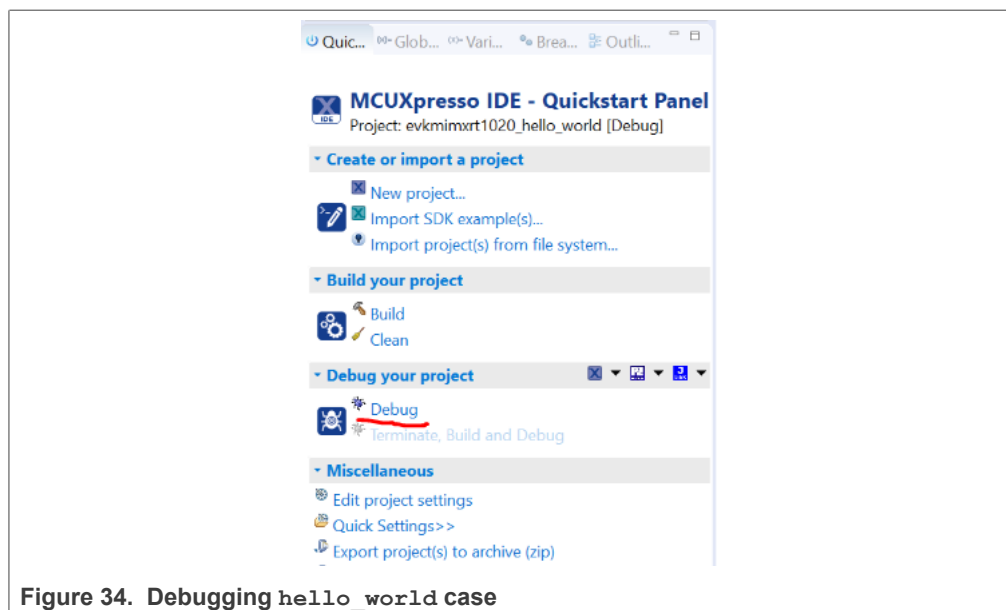 Quic... (x)= Glob... (x)= Vari... Brea... Outli...
IDE
MCUXpresso IDE - Quickstart Panel
Project: evkmimxrt1020_hello_world [Debug]
Create or import a project
New project...
Import SDK example(s)...
Import project(s) from file system...
Build your project
Build
Clean
Debug your project
Debug
Terminate, Build and Debug
Miscellaneous
Edit project settings
Quick Settings>>
Export project(s) to archive (zip)
Figure 34. Debugging hello_world case